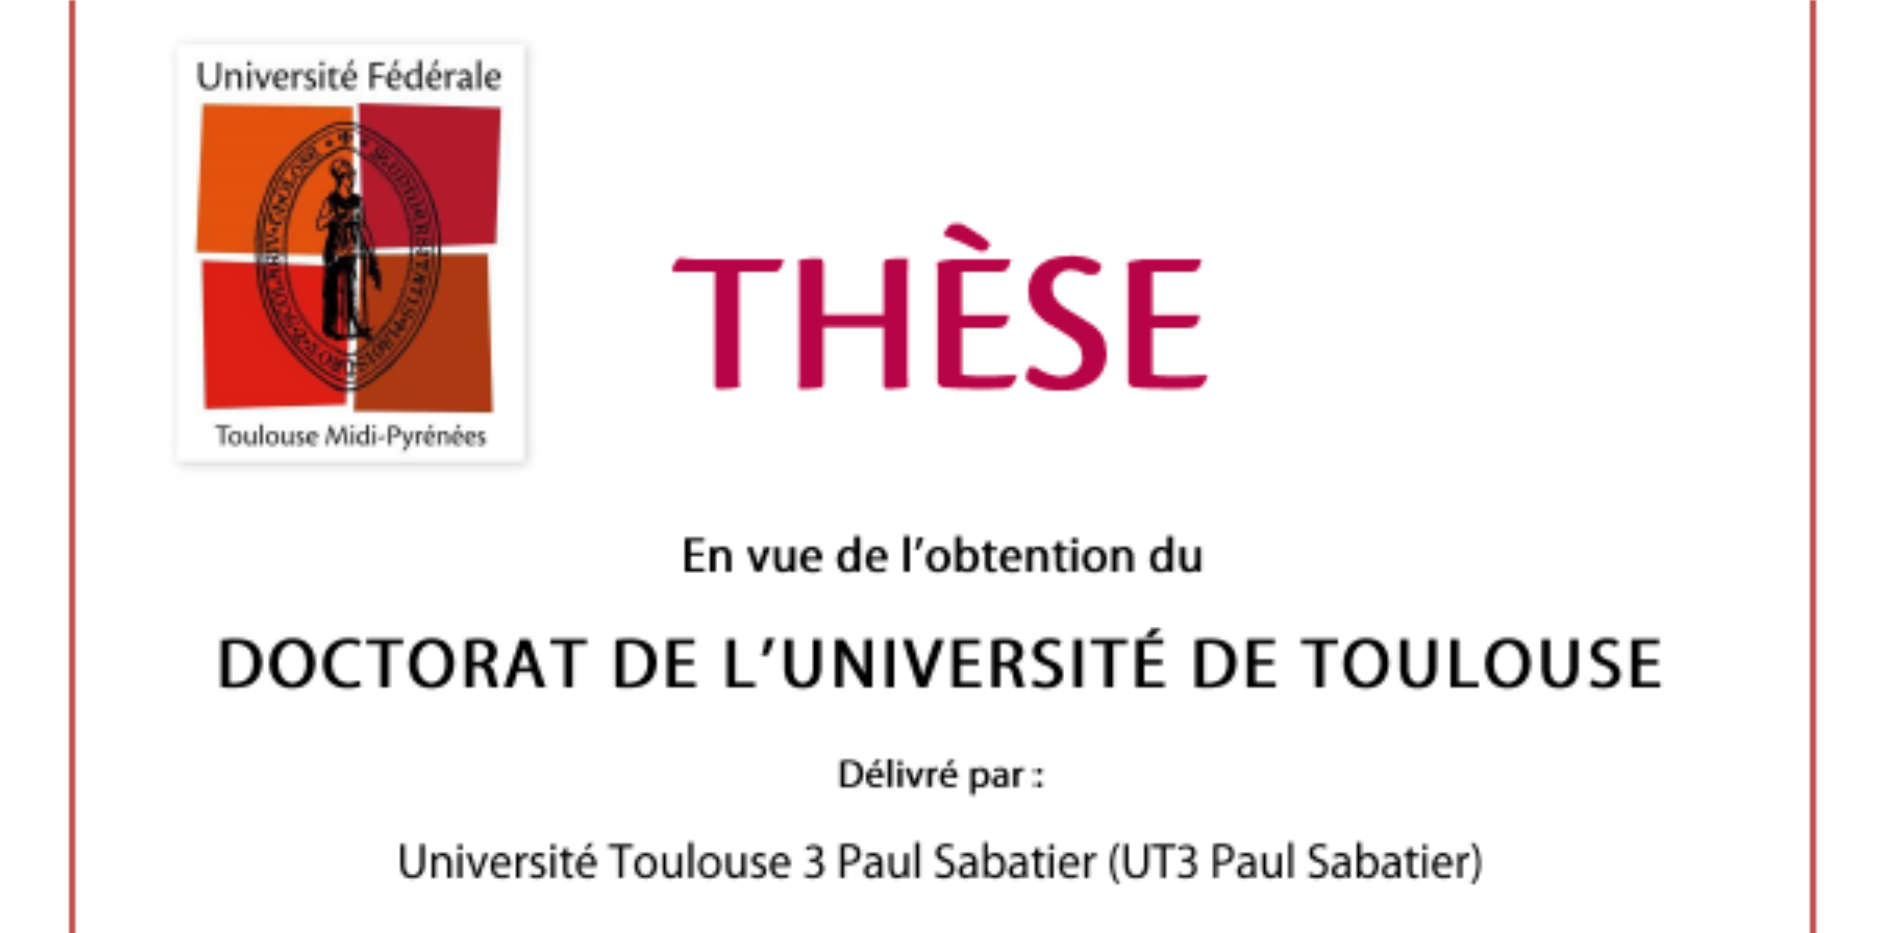 Université Fédérale
Toulouse Midi-Pyrénées
THÈSE
En vue de l’obtention du
DOCTORAT DE L’UNIVERSITÉ DE TOULOUSE
Délivré par :
Université Toulouse 3 Paul Sabatier (UT3 Paul Sabatier)